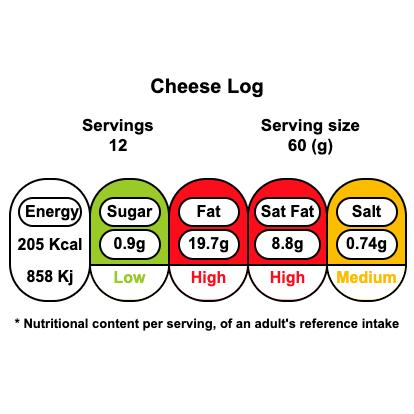 Cheese Log
Servings
12
Serving size
60 (g)
Energy
205 Kcal
858 Kj
Sugar
0.9g
Low
Fat
19.7g
High
Sat Fat
8.8g
High
Salt
0.74g
Medium
* Nutritional content per serving, of an adult's reference intake